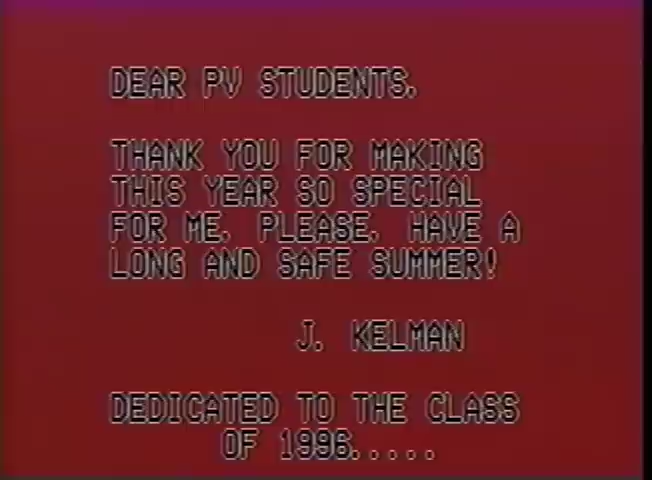 DEAR PV STUDENTS.
THANK YOU FOR MAKING
THIS YEAR SO SPECIAL
FOR ME. PLEASE. HAVE A
LONG AND SAFE SUMMER!
J. KELMAN
DEDICATED TO THE CLASS
OF 1996.....